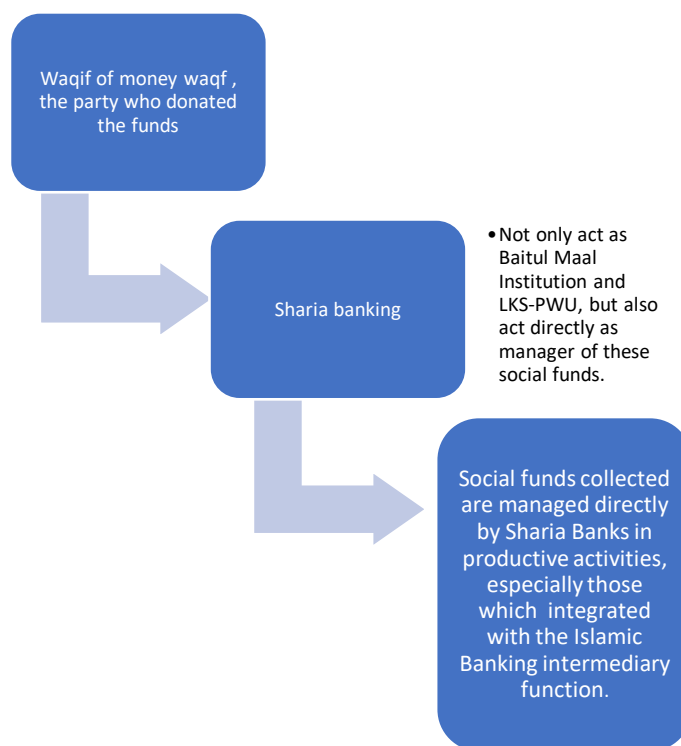 Waqif of money waqf ,
the party who donated
the funds
Sharia banking
•Not only act as
Baitul Maal
Institution and
LKS-PWU, but also
act directly as
manager of these
social funds.
Social funds collected
are managed directly
by Sharia Banks in
productive activities,
especially those
which integrated
with the Islamic
Banking intermediary
function.